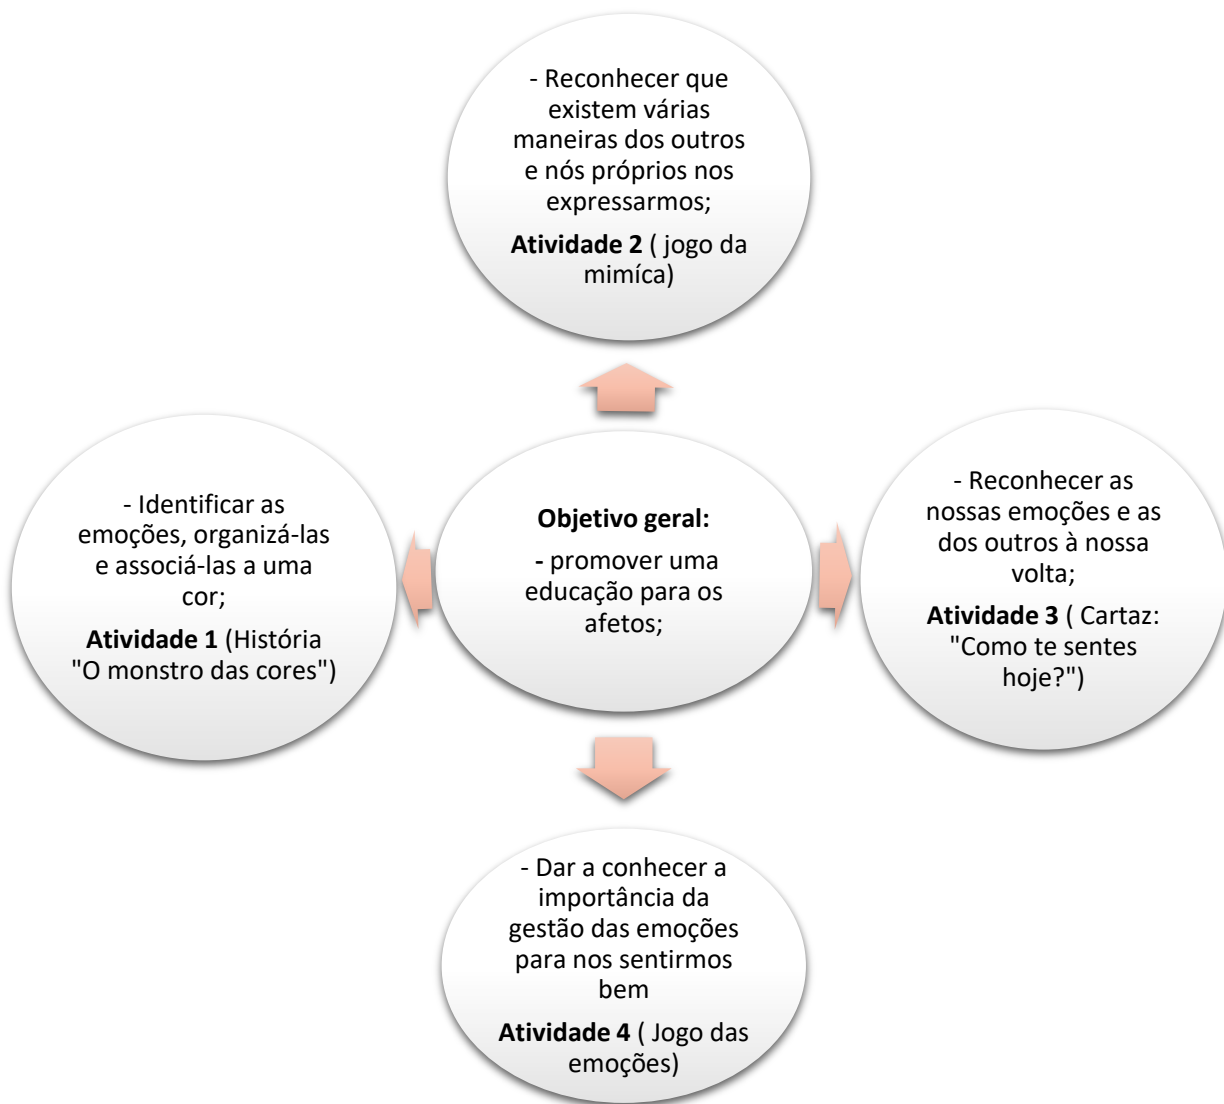 - Reconhecer que
existem várias
maneiras dos outros
e nós próprios nos
expressarmos;
Atividade 2 ( jogo da
mimíca)
- Identificar as
emoções, organizá-las
e associá-las a uma
cor;
Atividade 1 (História
"O monstro das cores")
Objetivo geral:
- promover uma
educação para os
afetos;
- Reconhecer as
nossas emoções e as
dos outros à nossa
volta;
Atividade 3 ( Cartaz:
"Como te sentes
hoje?")
- Dar a conhecer a
importância da
gestão das emoções
para nos sentirmos
bem
Atividade 4 ( Jogo das
emoções)